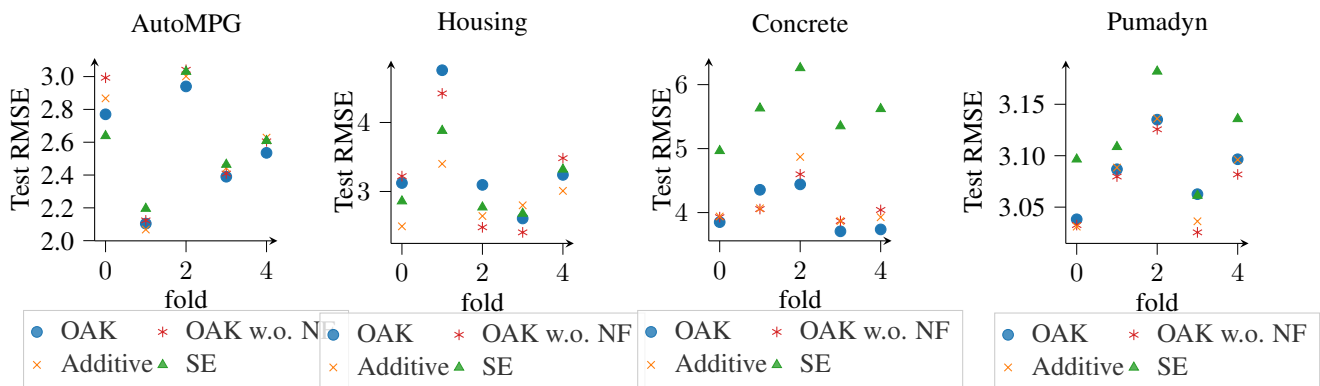 AutoMPG
Test RMSE
3.0
2.8
2.6
2.4
2.2
2.0
0 2 4
fold
OAK
OAK w.o. NF
Additive
SE
Housing
Test RMSE
4
3
0 2 4
fold
OAK
OAK w.o. NF
Additive
SE
Concrete
Test RMSE
6
5
4
0 2 4
fold
OAK
OAK w.o. NF
Additive
SE
Pumadyn
Test RMSE
3.15
3.10
3.05
0 2 4
fold
OAK
OAK w.o. NF
Additive
SE